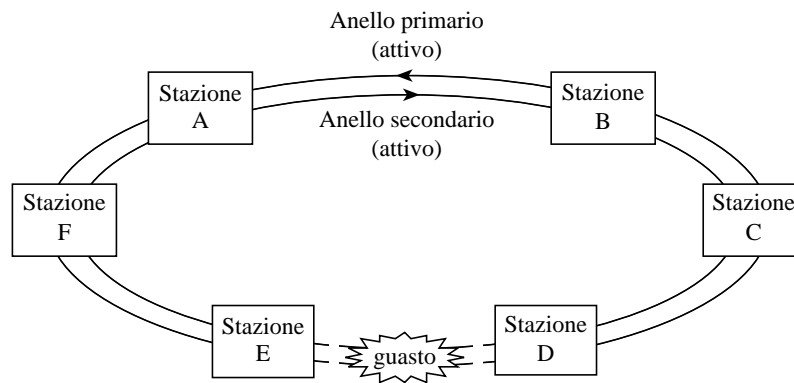 Anello primario
(attivo)
Stazione
A
Stazione
B
Anello secondario
(attivo)
Stazione
F
Stazione
C
Stazione
E
guasto
Stazione
D